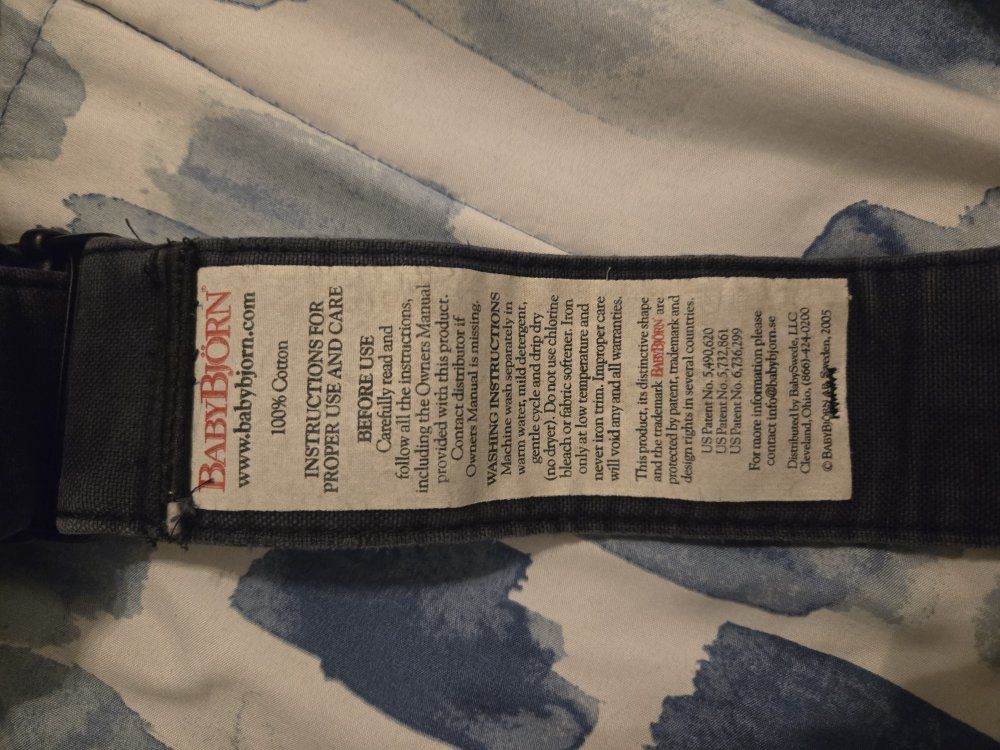 BABYBJÖRN®
www.babybjorn.com
100% Cotton
INSTRUCTIONS FOR
PROPER USE AND CARE
BEFORE USE
Carefully read and
follow all the instructions,
including the Owners Manual
provided with this product.
Contact distributor if
Owners Manual is missing.
WASHING INSTRUCTIONS
Machine wash separately in
warm water, mild detergent,
gentle cycle and drip dry
(no dryer). Do not use chlorine
bleach or fabric softener. Iron
only at low temperature and
never iron trim. Improper care
will void any and all warranties.
This product, its distinctive shape
and the trademark BABYBJÖRN are
protected by patent, trademark and
design rights in several countries.
US Patent No. 5,490,620
US Patent No. 5,732,861
US Patent No. 6,736,299
For more information please
contact info@babybjorn.se
Distributed by BabySwede, LLC
Cleveland, Ohio, (866)-424-0200
© BABYBJÖRN AB, Sweden, 2005